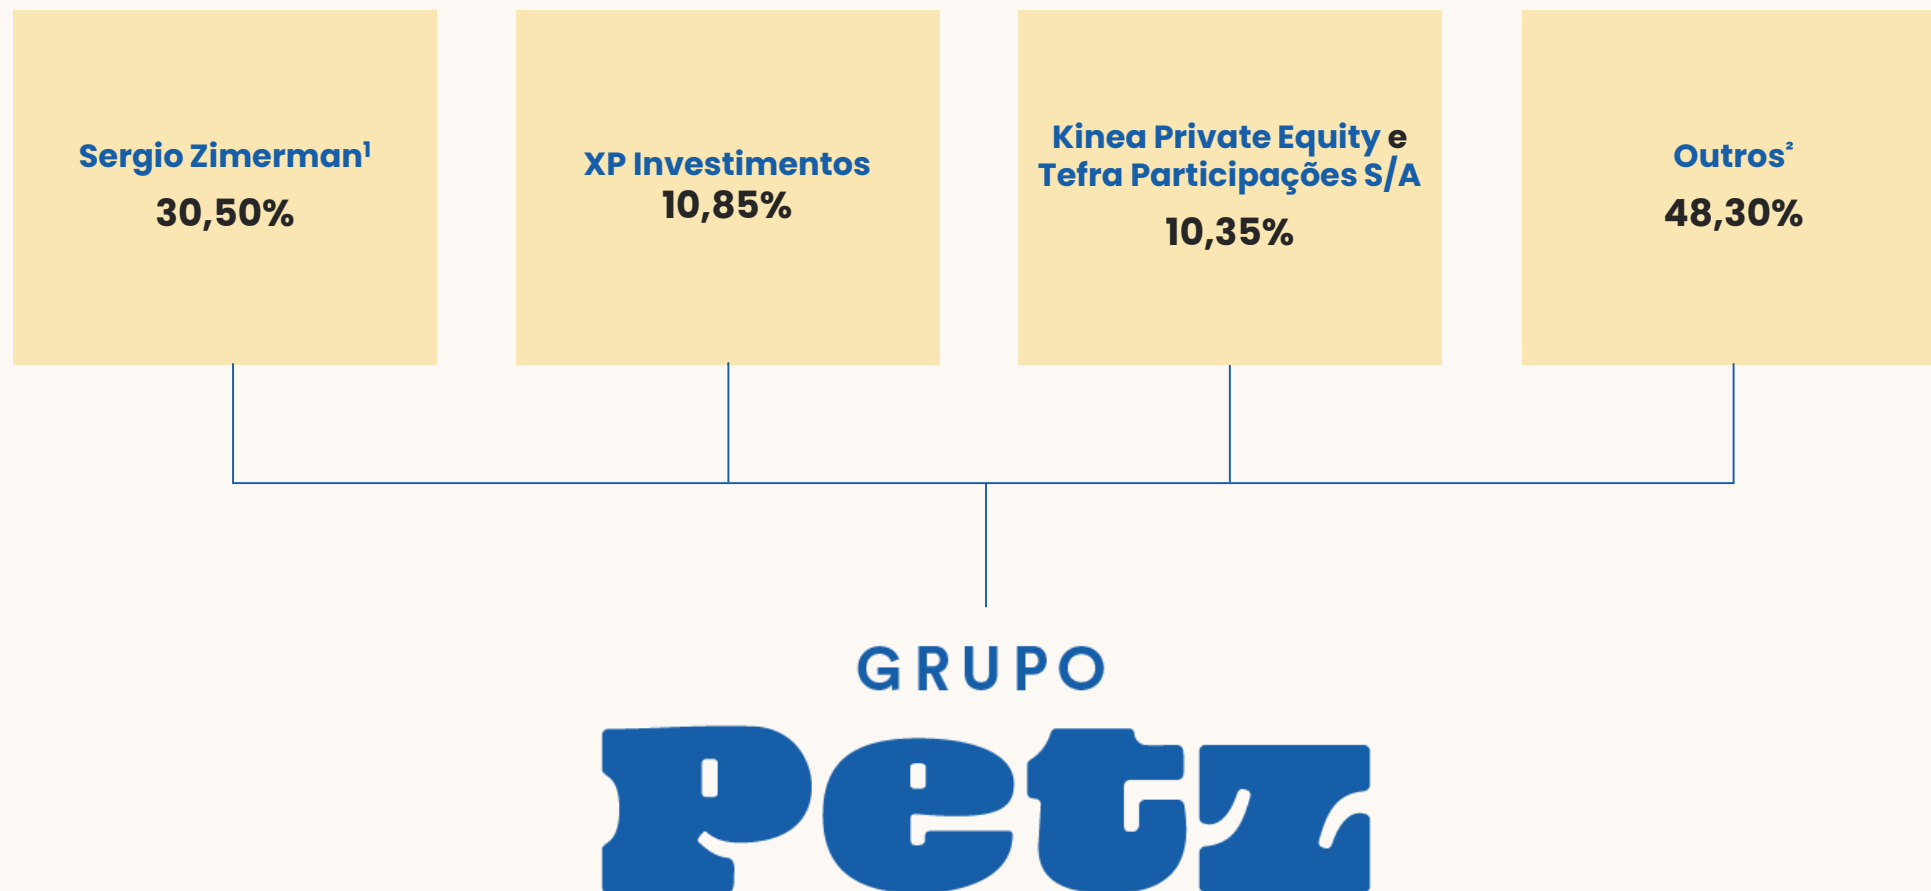 Sergio Zimerman¹
30,50%
XP Investimentos
10,85%
Kinea Private Equity e
Tefra Participações S/A
10,35%
Outros²
48,30%
GRUPO
Petz